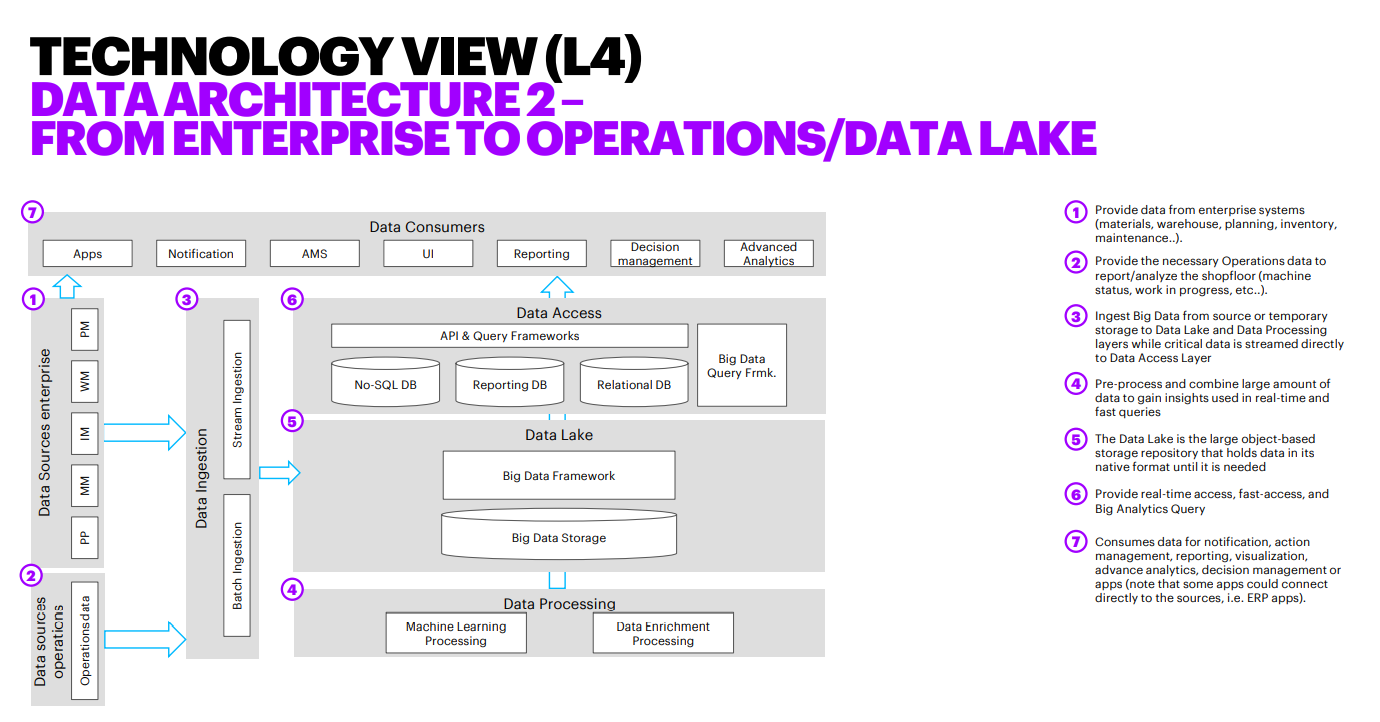 TECHNOLOGY VIEW (L4)
DATA ARCHITECTURE 2 –
FROM ENTERPRISE TO OPERATIONS/DATA LAKE
7
Data Consumers
Apps
Notification
AMS
UI
Reporting
Decision
management
Advanced
Analytics
1
Data Sources enterprise
PM
WM
IM
MM
PP
2
Data sources
operations
Operations data
3
Data Ingestion
Stream Ingestion
Batch Ingestion
6
Data Access
API & Query Frameworks
No-SQL DB
Reporting DB
Relational DB
Big Data
Query Frmk.
5
Data Lake
Big Data Framework
Big Data Storage
4
Data Processing
Machine Learning
Processing
Data Enrichment
Processing
1
Provide data from enterprise systems
(materials, warehouse, planning, inventory,
maintenance..).
2
Provide the necessary Operations data to
report/analyze the shopfloor (machine
status, work in progress, etc..).
3
Ingest Big Data from source or temporary
storage to Data Lake and Data Processing
layers while critical data is streamed directly
to Data Access Layer
4
Pre-process and combine large amount of
data to gain insights used in real-time and
fast queries
5
The Data Lake is the large object-based
storage repository that holds data in its
native format until it is needed
6
Provide real-time access, fast-access, and
Big Analytics Query
7
Consumes data for notification, action
management, reporting, visualization,
advance analytics, decision management or
apps (note that some apps could connect
directly to the sources, i.e. ERP apps).